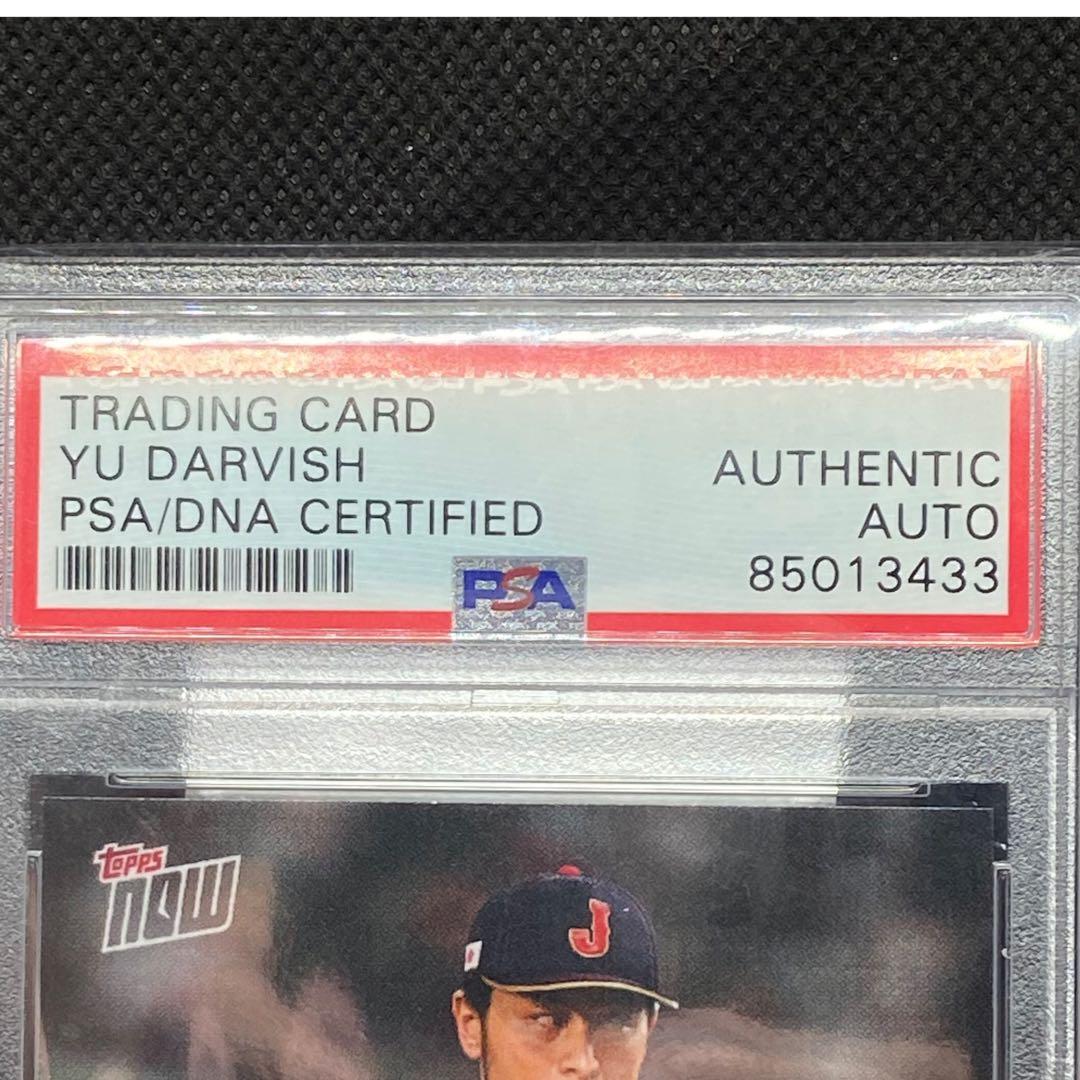 TRADING CARD
YU DARVISH
PSA/DNA CERTIFIED
AUTHENTIC
AUTO
85013433
PSA
topps
NOW
J